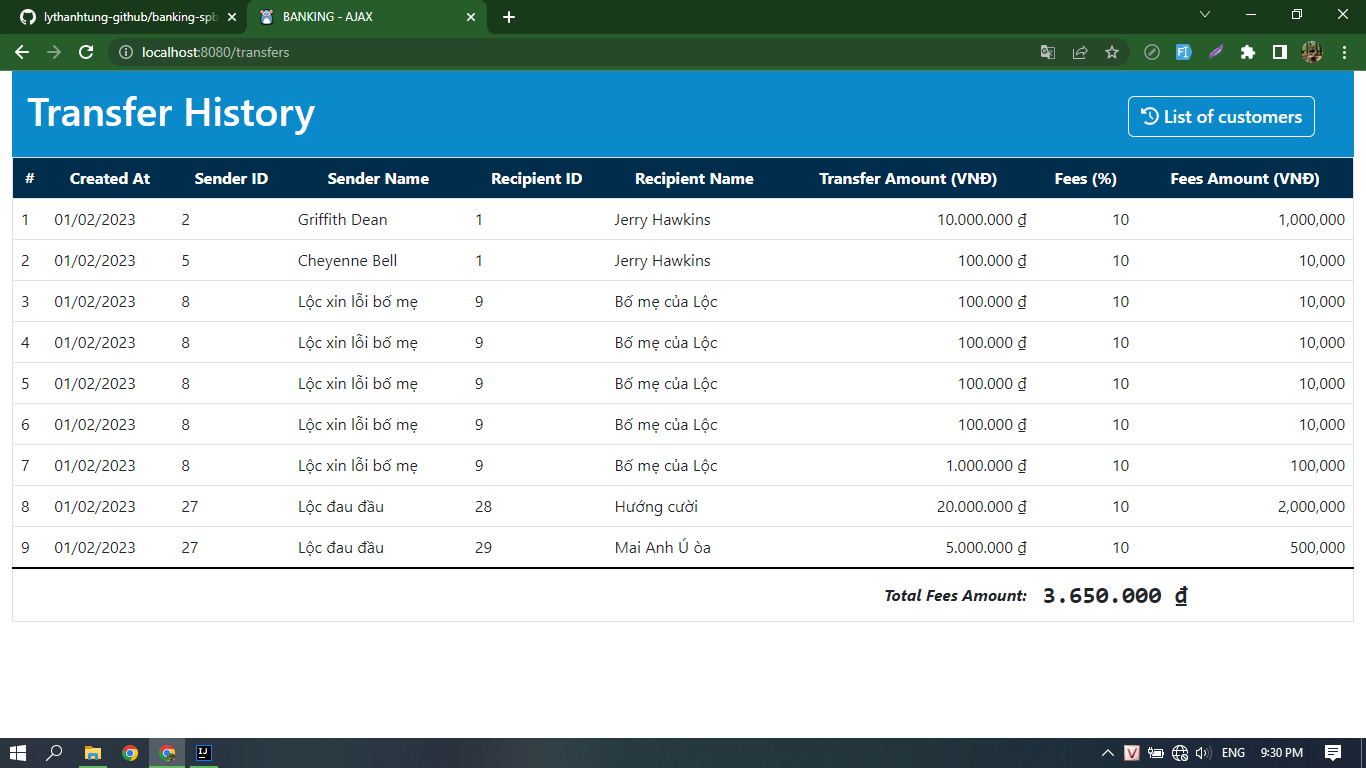 lythanhtung-github/banking-spb
BANKING - AJAX
localhost:8080/transfers
Transfer History
List of customers
# Created At Sender ID Sender Name Recipient ID Recipient Name Transfer Amount (VNĐ) Fees (%) Fees Amount (VNĐ)
1 01/02/2023 2 Griffith Dean 1 Jerry Hawkins 10.000.000 ₫ 10 1,000,000
2 01/02/2023 5 Cheyenne Bell 1 Jerry Hawkins 100.000 ₫ 10 10,000
3 01/02/2023 8 Lộc xin lỗi bố mẹ 9 Bố mẹ của Lộc 100.000 ₫ 10 10,000
4 01/02/2023 8 Lộc xin lỗi bố mẹ 9 Bố mẹ của Lộc 100.000 ₫ 10 10,000
5 01/02/2023 8 Lộc xin lỗi bố mẹ 9 Bố mẹ của Lộc 100.000 ₫ 10 10,000
6 01/02/2023 8 Lộc xin lỗi bố mẹ 9 Bố mẹ của Lộc 100.000 ₫ 10 10,000
7 01/02/2023 8 Lộc xin lỗi bố mẹ 9 Bố mẹ của Lộc 1.000.000 ₫ 10 100,000
8 01/02/2023 27 Lộc đau đầu 28 Hướng cười 20.000.000 ₫ 10 2,000,000
9 01/02/2023 27 Lộc đau đầu 29 Mai Anh Ú òa 5.000.000 ₫ 10 500,000
Total Fees Amount: 3.650.000 ₫
ENG 9:30 PM